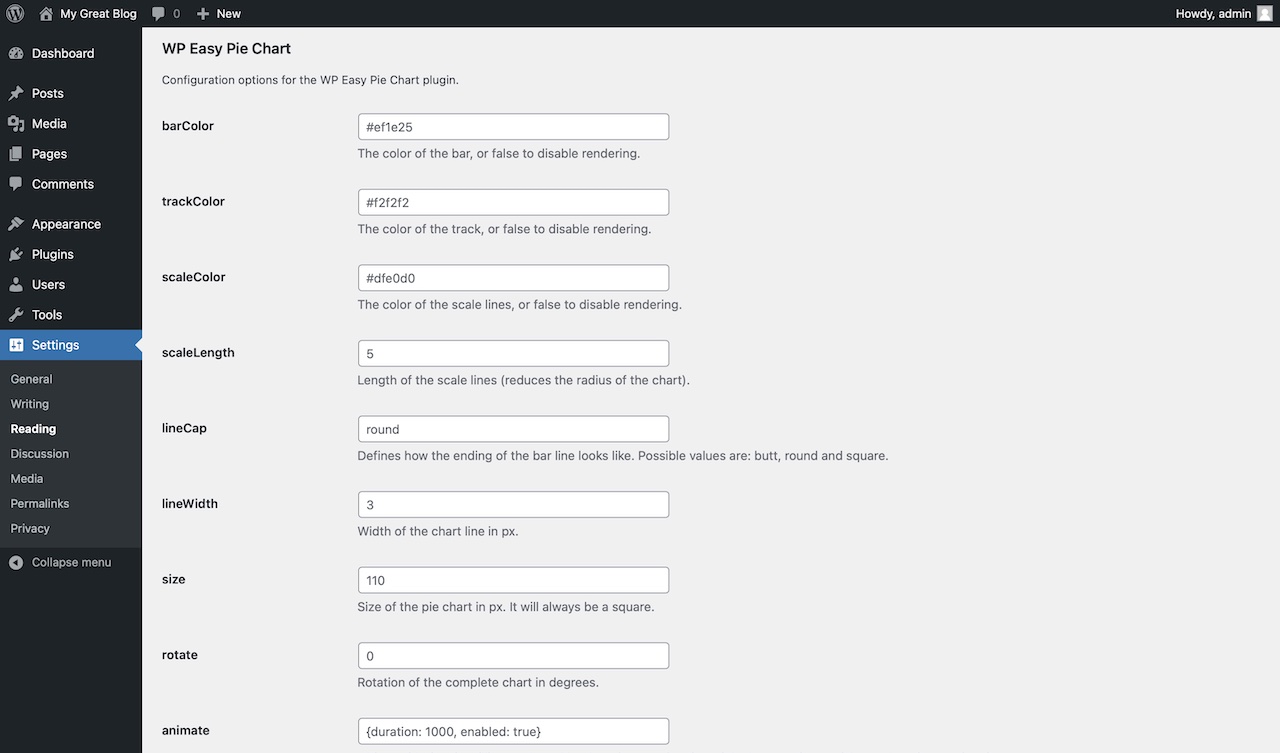 My Great Blog 0 New Howdy, admin
Dashboard
Posts
Media
Pages
Comments
Appearance
Plugins
Users
Tools
Settings
General
Writing
Reading
Discussion
Media
Permalinks
Privacy
Collapse menu
WP Easy Pie Chart
Configuration options for the WP Easy Pie Chart plugin.
barColor #ef1e25
The color of the bar, or false to disable rendering.
trackColor #f2f2f2
The color of the track, or false to disable rendering.
scaleColor #dfe0d0
The color of the scale lines, or false to disable rendering.
scaleLength 5
Length of the scale lines (reduces the radius of the chart).
lineCap round
Defines how the ending of the bar line looks like. Possible values are: butt, round and square.
lineWidth 3
Width of the chart line in px.
size 110
Size of the pie chart in px. It will always be a square.
rotate 0
Rotation of the complete chart in degrees.
animate {duration: 1000, enabled: true}